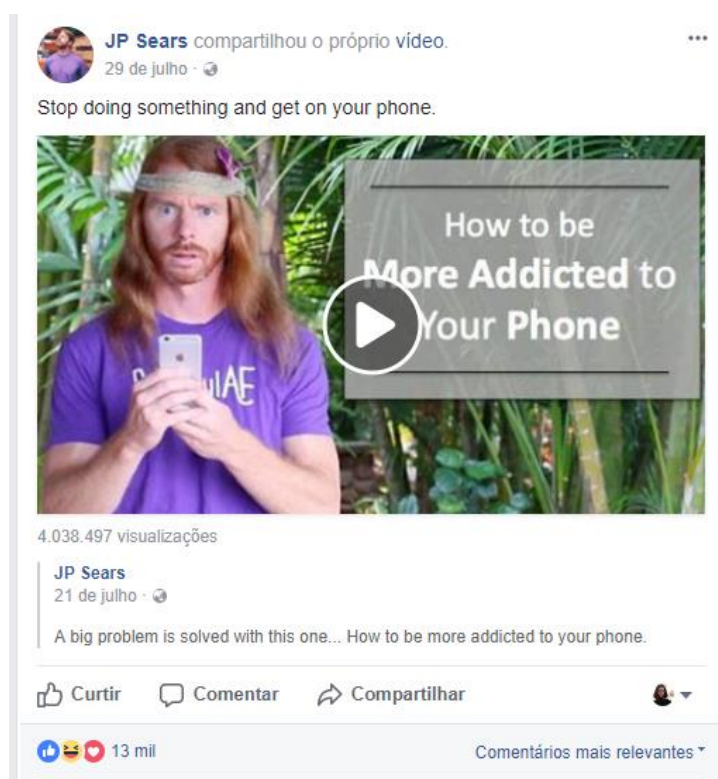 JP Sears compartilhou o próprio vídeo.
29 de julho ·
Stop doing something and get on your phone.
How to be
More Addicted to
Your Phone
4.038.497 visualizações
JP Sears
21 de julho ·
A big problem is solved with this one... How to be more addicted to your phone.
Curtir Comentar Compartilhar
13 mil Comentários mais relevantes